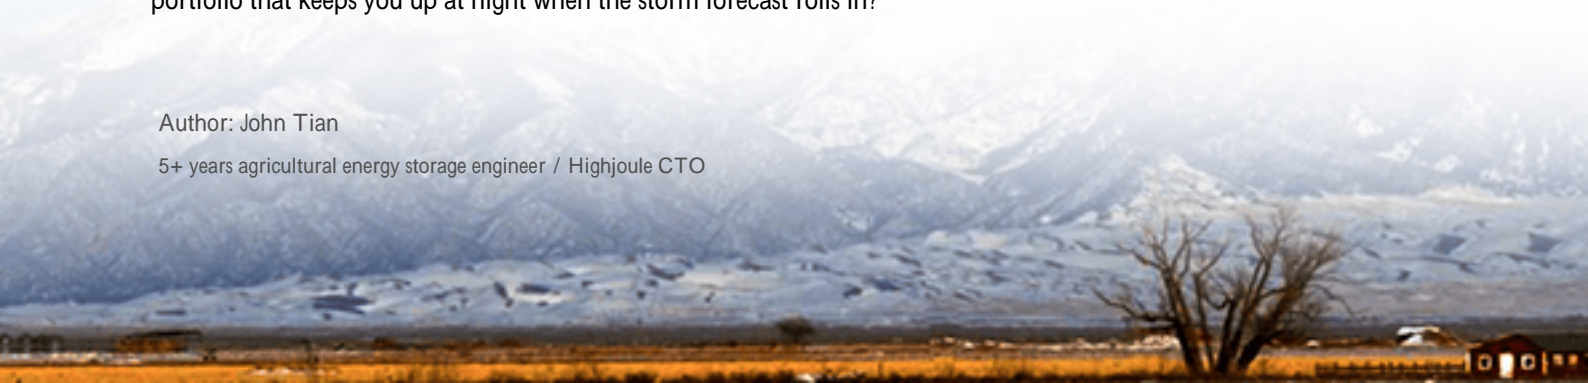 portfolio that keeps you up at night when the storm forecast rolls in?
Author: John Tian
5+ years agricultural energy storage engineer / Highjoule CTO